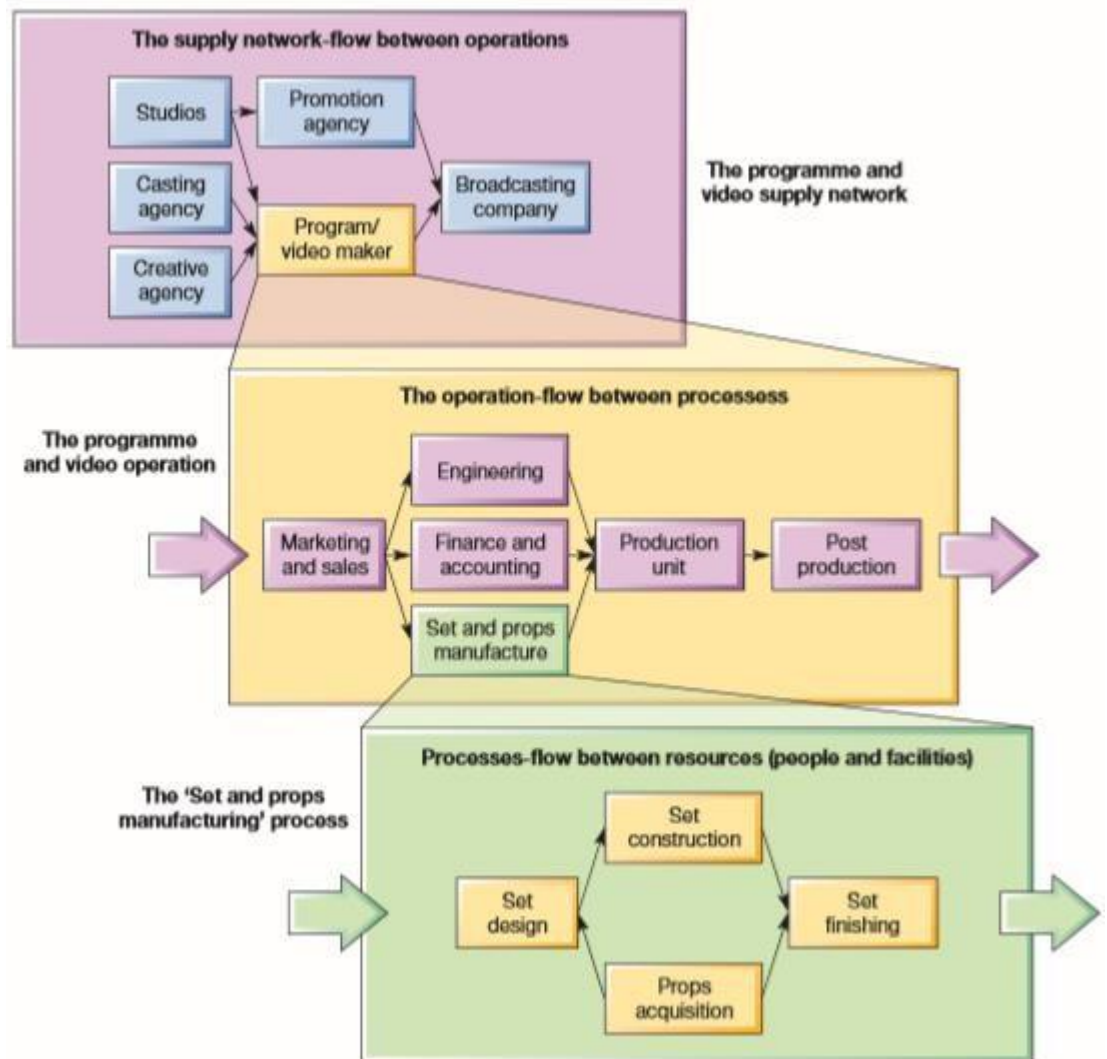 The supply network-flow between operations
Studios
Promotion
agency
Casting
agency
Broadcasting
company
Program/
video maker
Creative
agency
The programme and
video supply network
The operation-flow between processess
The programme
and video operation
Engineering
Marketing
and sales
Finance and
accounting
Production
unit
Post
production
Set and props
manufacture
Processes-flow between resources (people and facilities)
The ‘Set and props
manufacturing’ process
Set
construction
Set
design
Set
finishing
Props
acquisition